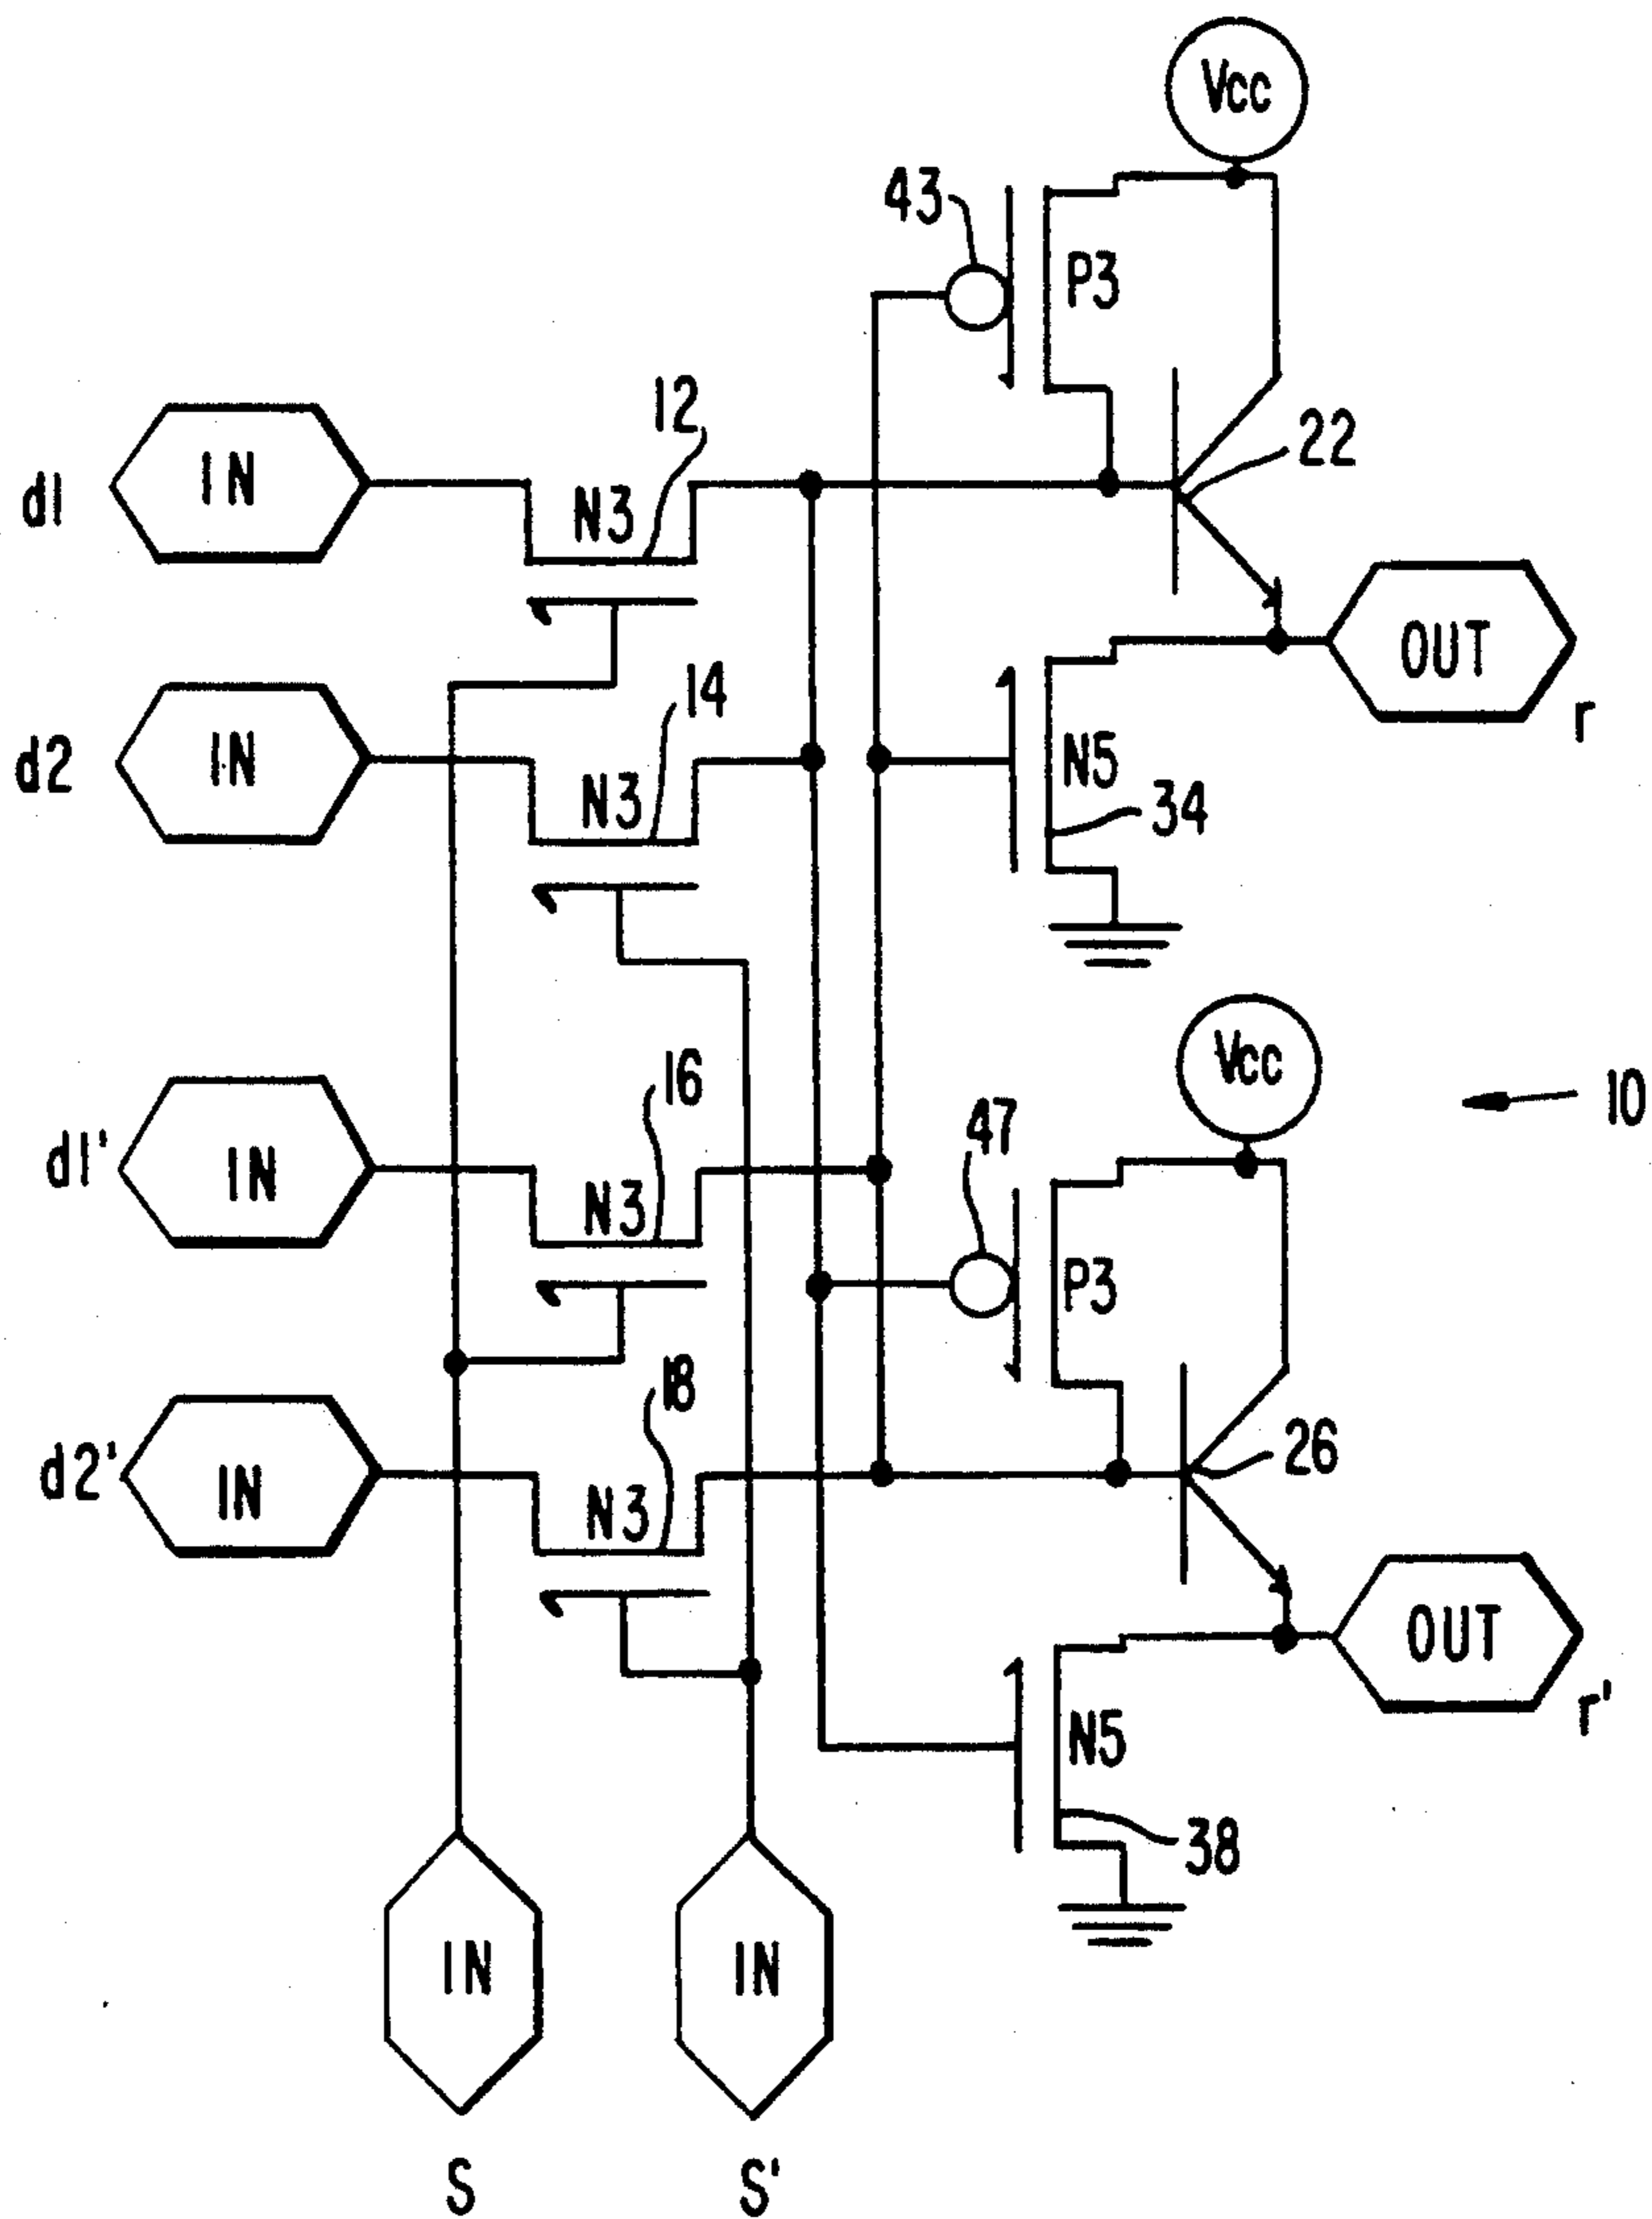 Vcc
43
P3
12
d1
IN
N3
22
OUT
r
14
d2
IN
N3
N5
34
Vcc
10
16
47
d1'
IN
N3
P3
18
d2'
IN
N3
26
OUT
r'
N5
38
IN
IN
S
S'